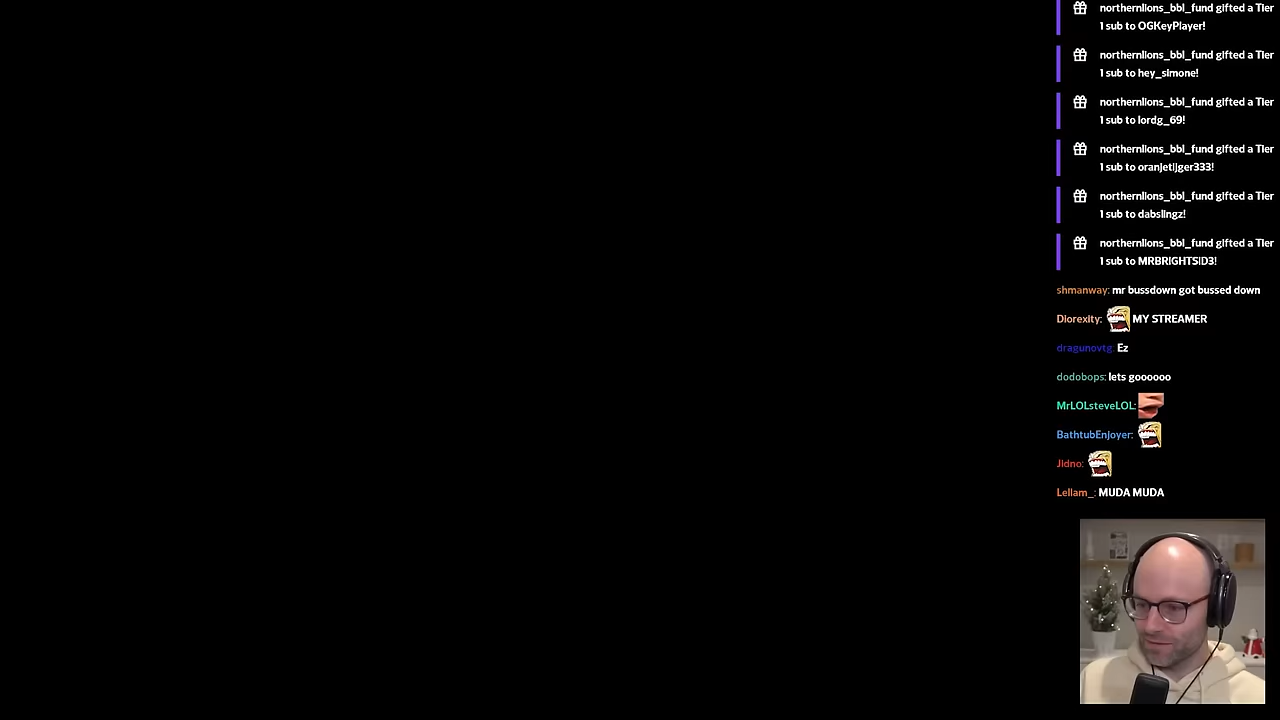 northernlions_bbl_fund gifted a Tier
1 sub to OGKeyPlayer!
northernlions_bbl_fund gifted a Tier
1 sub to hey_simone!
northernlions_bbl_fund gifted a Tier
1 sub to lordg_69!
northernlions_bbl_fund gifted a Tier
1 sub to oranjetijger333!
northernlions_bbl_fund gifted a Tier
1 sub to dabslingz!
northernlions_bbl_fund gifted a Tier
1 sub to MRBRIGHTSID3!
shmanway: mr bussdown got bussed down
Diorexity: MY STREAMER
dragunovtg: Ez
dodobops: lets goooooo
MrLOLsteveLOL:
BathtubEnjoyer:
Jidno:
Lellam_: MUDA MUDA